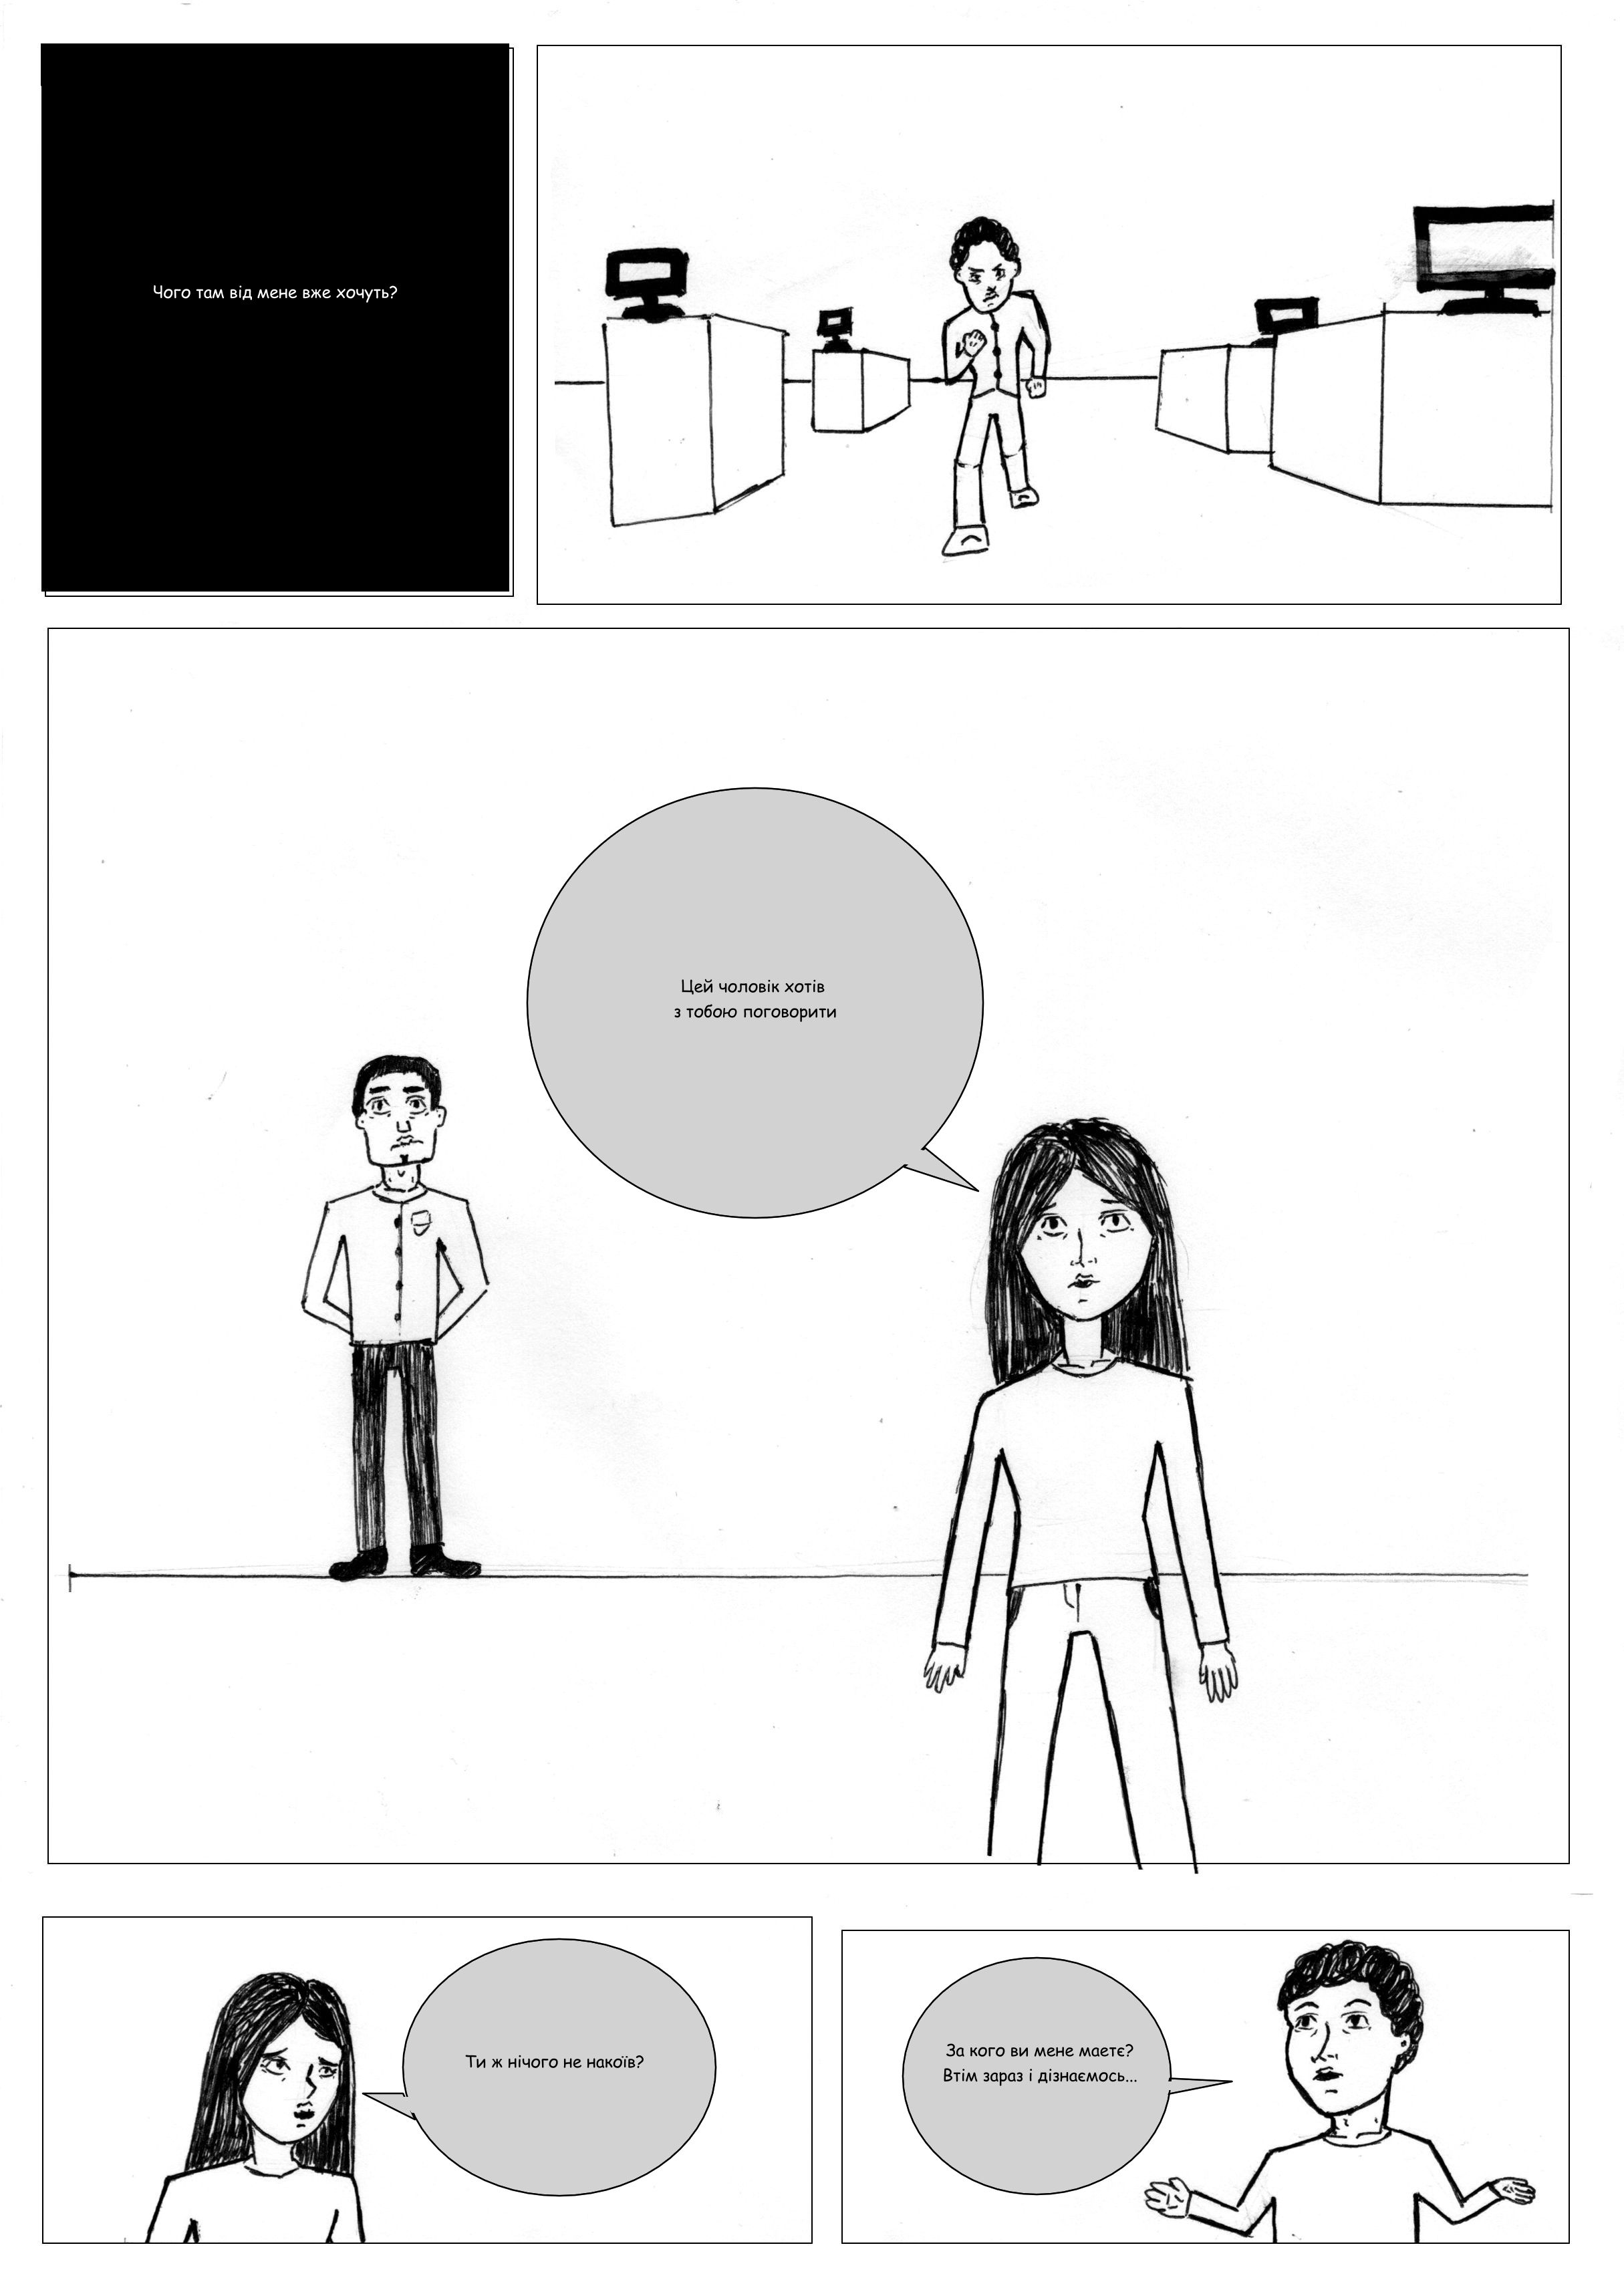 Чого там від мене вже хочуть?
Цей чоловік хотів
з тобою поговорити
Ти ж нічого не накоїв?
За кого ви мене маєтє?
Втім зараз і дізнаємось...